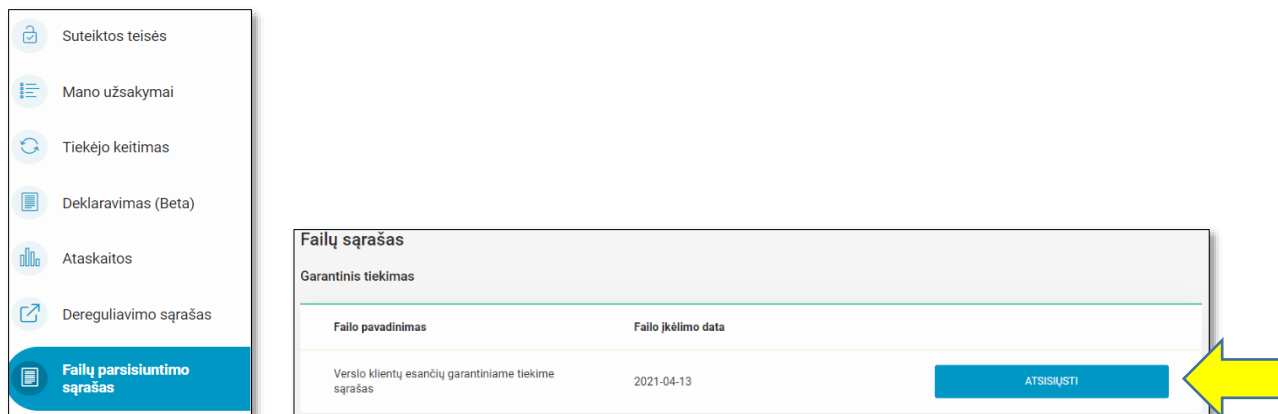 Suteiktos teisės
Mano užsakymai
Tiekėjo keitimas
Deklaravimas (Beta)
Ataskaitos
Dereguliavimo sąrašas
Failų parsisiuntimo
sąrašas
Failų sąrašas
Garantinis tiekimas
Failo pavadinimas
Failo įkėlimo data
Verslo klientų esančių garantiniame tiekime
sąrašas
2021-04-13
ATSISIŲSTI